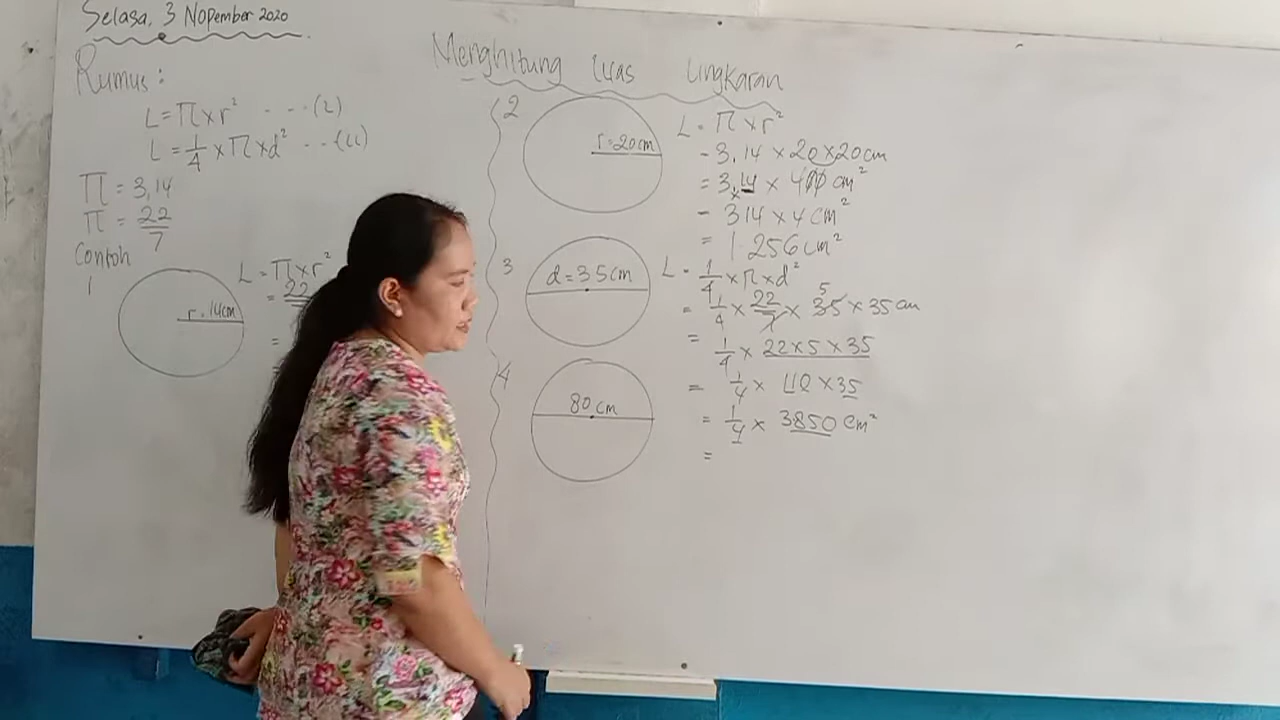 Selasa, 3 NOPember 2020
Rumus :
L = π x r² - - - (i)
L = 1/4 x π x d² - - (ii)
π = 3,14
π = 22/7
Contoh
1
r = 14cm
L = π x r²
= 22
=
Menghitung luas lingkaran
2
r = 20cm
L = π x r²
= 3,14 x 20 x 20 cm
= 3,14 x 400 cm²
= 314 x 4 cm²
= 1.256 cm²
3
d = 35cm
L = 1/4 x π x d²
= 1/4 x 22/7 x 35 x 35 cm
5
= 1/4 x 22 x 5 x 35
= 1/4 x 110 x 35
= 1/4 x 3850 cm²
=
4
80 cm